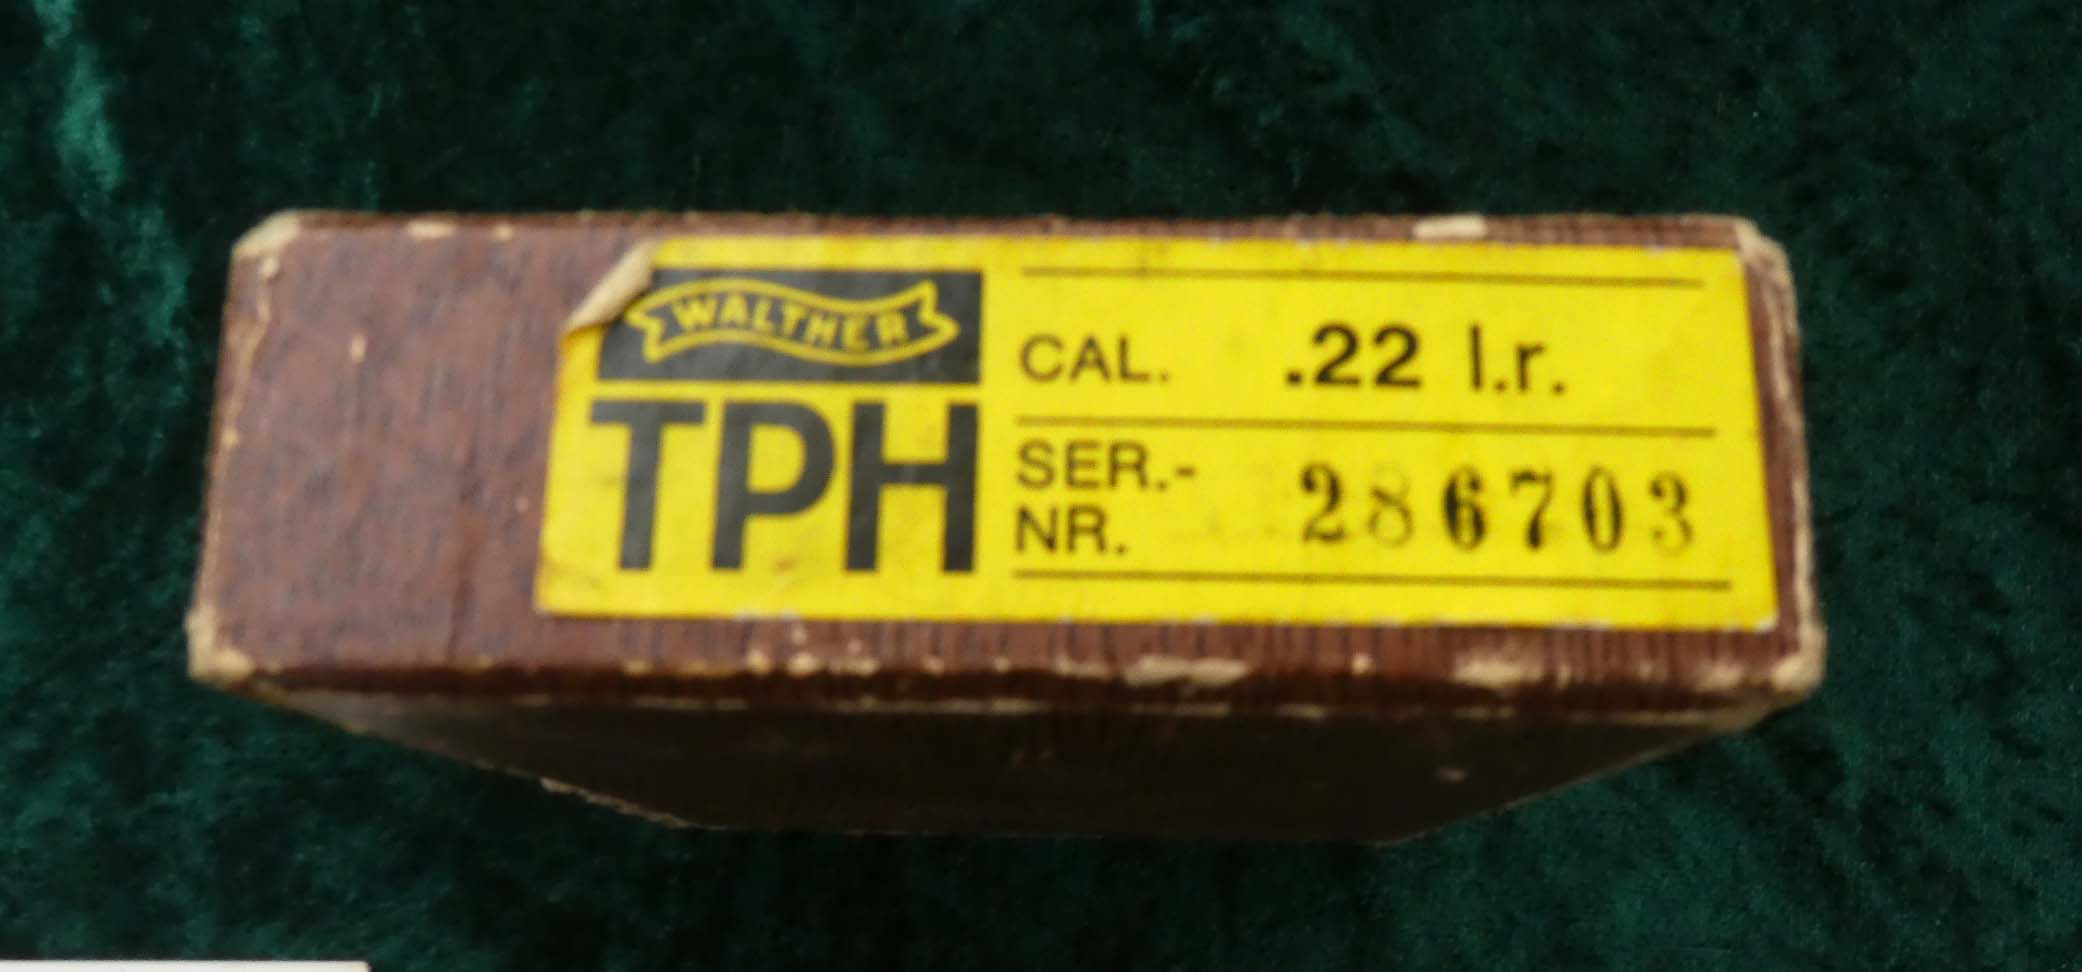 WALTHER
TPH
CAL. .22 l.r.
SER.-
NR. 286703